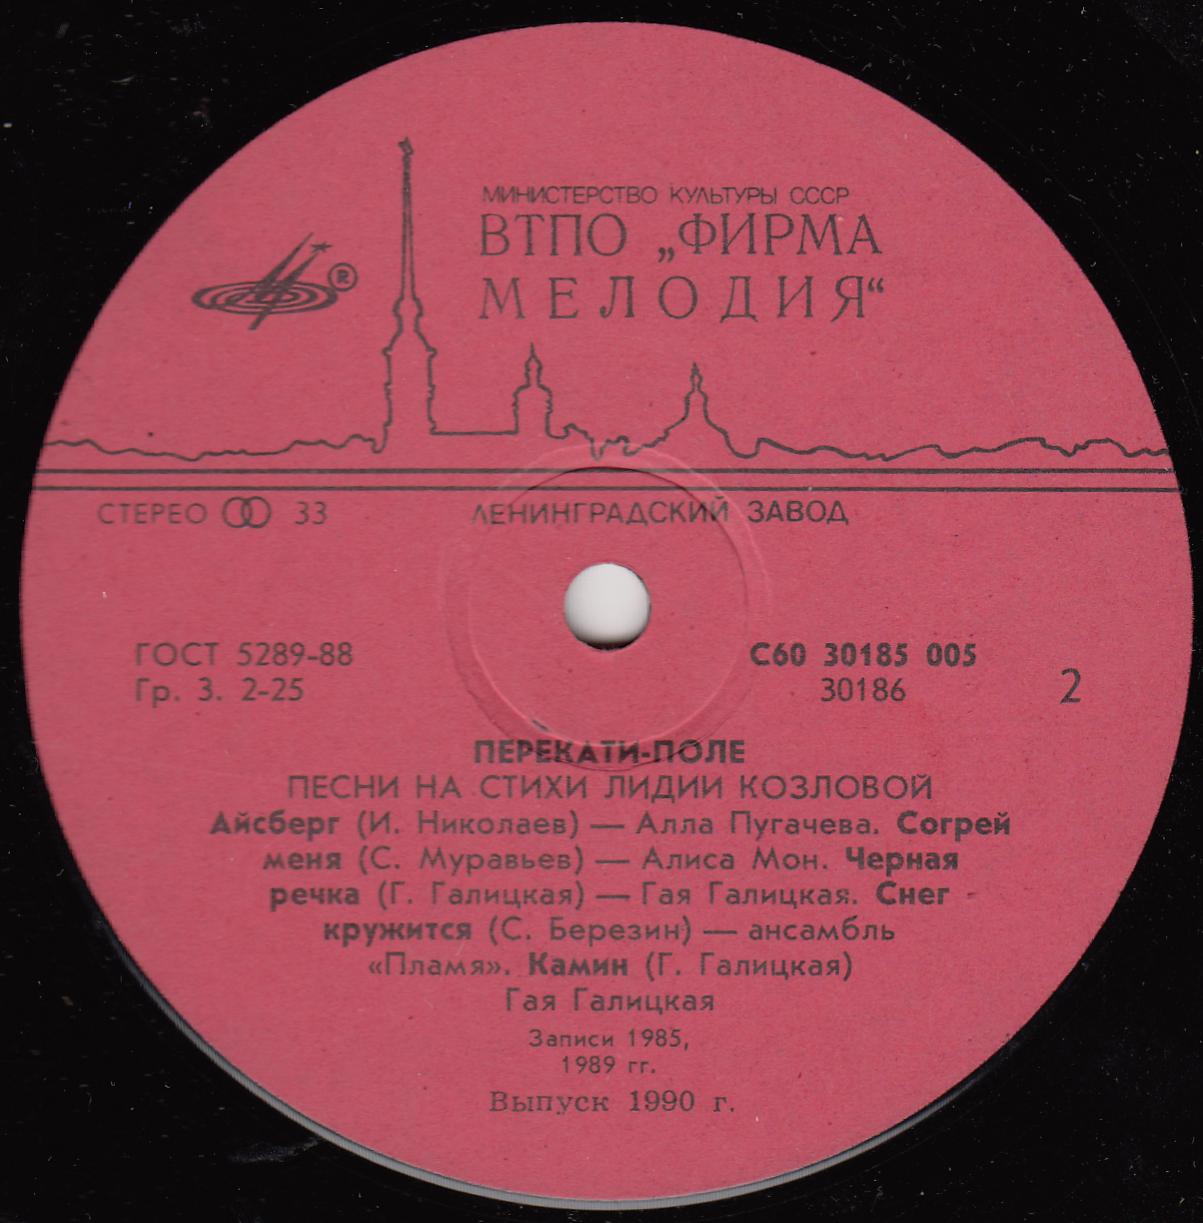 МИНИСТЕРСТВО КУЛЬТУРЫ СССР
ВТПО „ФИРМА
МЕЛОДИЯ“
®
СТЕРЕО 33
ЛЕНИНГРАДСКИЙ ЗАВОД
ГОСТ 5289-88
Гр. 3. 2-25
С60 30185 005
30186
2
ПЕРЕКАТИ-ПОЛЕ
ПЕСНИ НА СТИХИ ЛИДИИ КОЗЛОВОЙ
Айсберг (И. Николаев) — Алла Пугачева. Согрей
меня (С. Муравьев) — Алиса Мон. Черная
речка (Г. Галицкая) — Гая Галицкая. Снег
кружится (С. Березин) — ансамбль
«Пламя». Камин (Г. Галицкая)
Гая Галицкая
Записи 1985,
1989 гг.
Выпуск 1990 г.